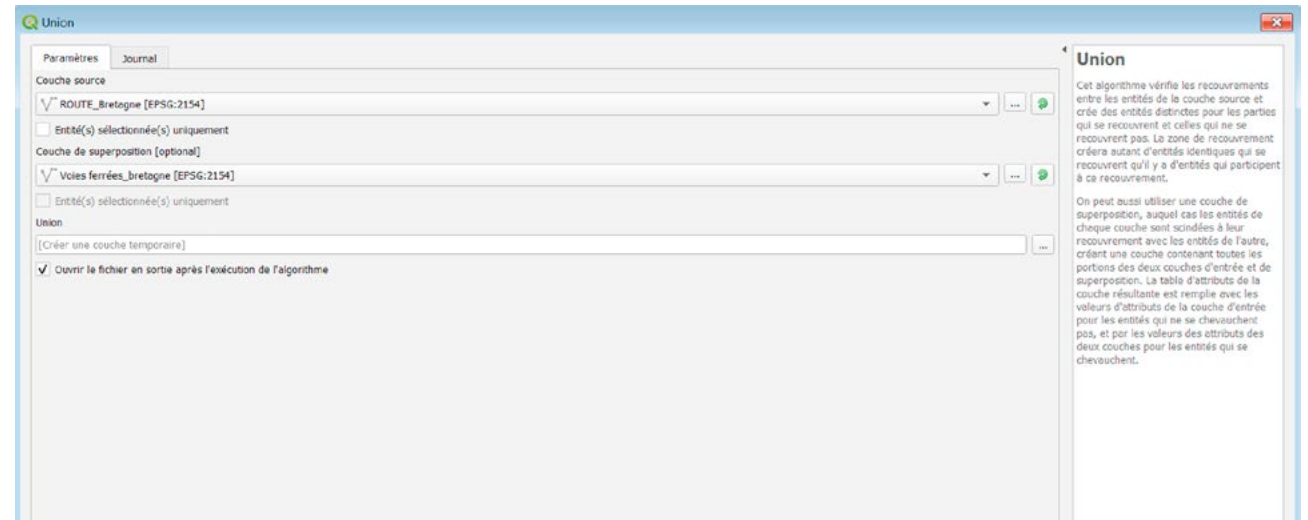 Union
Paramètres Journal
Couche source
ROUTE_Bretagne [EPSG:2154]
...
Entité(s) sélectionnée(s) uniquement
Couche de superposition [optional]
Voies ferrées_bretagne [EPSG:2154]
...
Entité(s) sélectionnée(s) uniquement
Union
[Créer une couche temporaire]
...
Ouvrir le fichier en sortie après l'exécution de l'algorithme
Union
Cet algorithme vérifie les recouvrements
entre les entités de la couche source et
crée des entités distinctes pour les parties
qui se recouvrent et celles qui ne se
recouvrent pas. La zone de recouvrement
créera autant d'entités identiques qui se
recouvrent qu'il y a d'entités qui participent
à ce recouvrement.
On peut aussi utiliser une couche de
superposition, auquel cas les entités de
chaque couche sont scindées à leur
recouvrement avec les entités de l'autre,
créant une couche contenant toutes les
portions des deux couches d'entrée et de
superposition. La table d'attributs de la
couche résultante est remplie avec les
valeurs d'attributs de la couche d'entrée
pour les entités qui ne se chevauchent
pas, et par les valeurs des attributs des
deux couches pour les entités qui se
chevauchent.